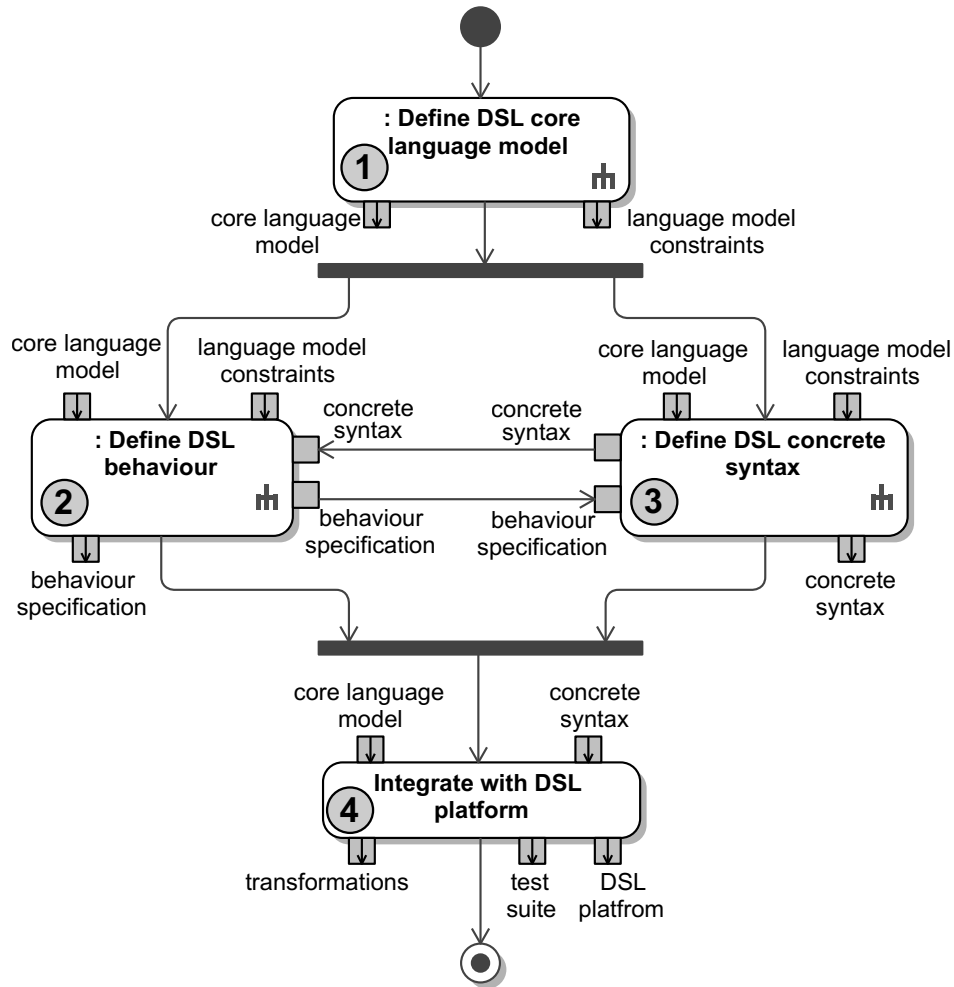 : Define DSL core
language model
1
core language
model
language model
constraints
core language
model
language model
constraints
core language
model
language model
constraints
: Define DSL
behaviour
2
concrete
syntax
concrete
syntax
: Define DSL concrete
syntax
3
behaviour
specification
behaviour
specification
behaviour
specification
concrete
syntax
core language
model
concrete
syntax
Integrate with DSL
platform
4
transformations
test
suite
DSL
platfrom